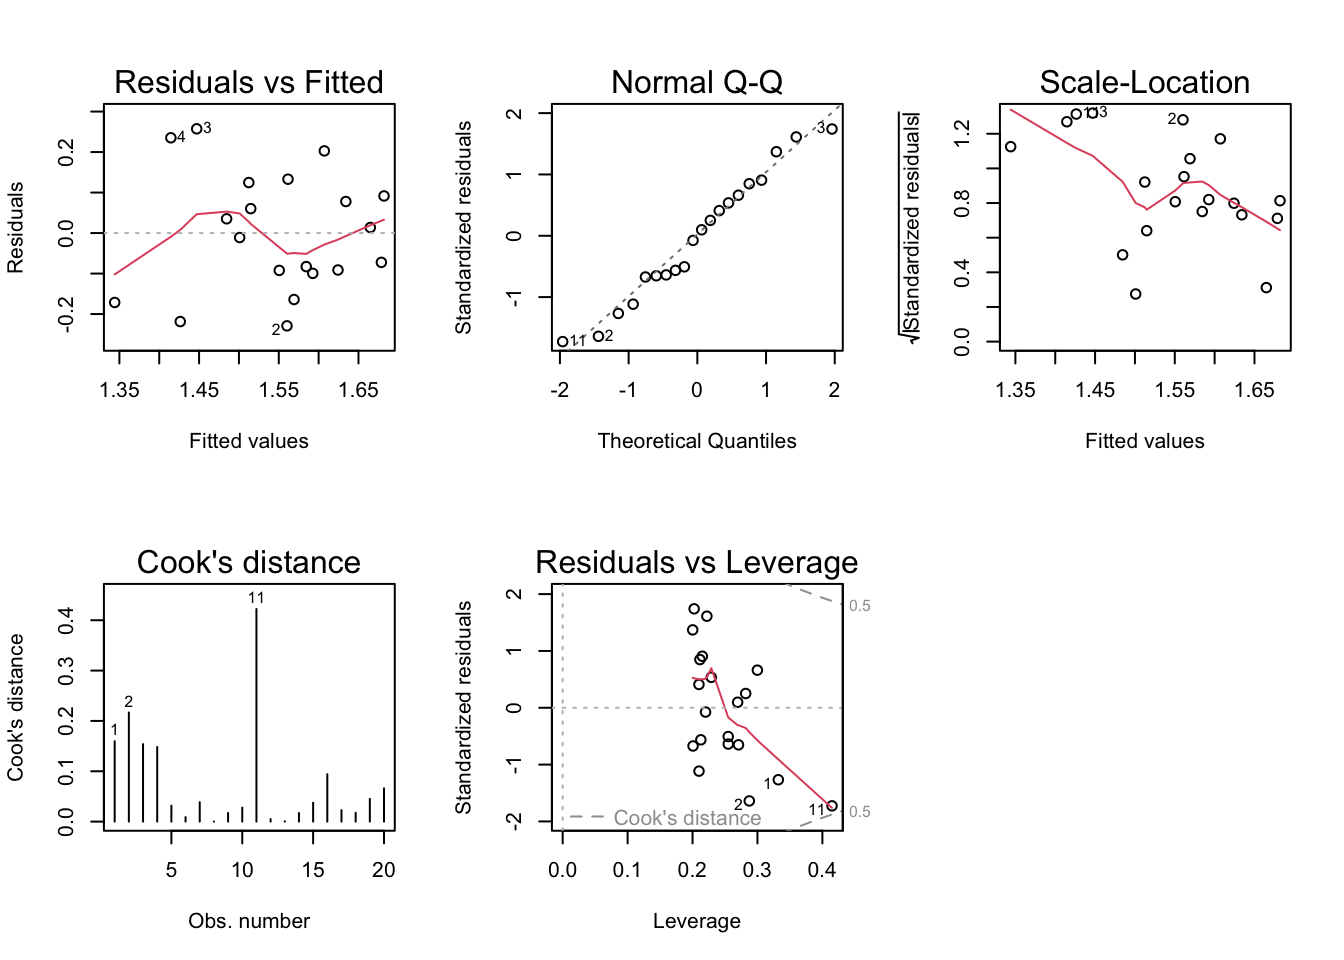 Residuals vs Fitted
Residuals
0.2
0.0
-0.2
4
3
2
1.35 1.45 1.55 1.65
Fitted values
Normal Q-Q
Standardized residuals
2
1
0
-1
3
11
2
-2 -1 0 1 2
Theoretical Quantiles
Scale-Location
√|Standardized residuals|
1.2
0.8
0.4
0.0
3
2
1.35 1.45 1.55 1.65
Fitted values
Cook's distance
Cook's distance
0.4
0.3
0.2
0.1
0.0
11
2
1
5 10 15 20
Obs. number
Residuals vs Leverage
Standardized residuals
2
1
0
-1
-2
0.5
0.5
1
2
11
Cook's distance
0.0 0.1 0.2 0.3 0.4
Leverage